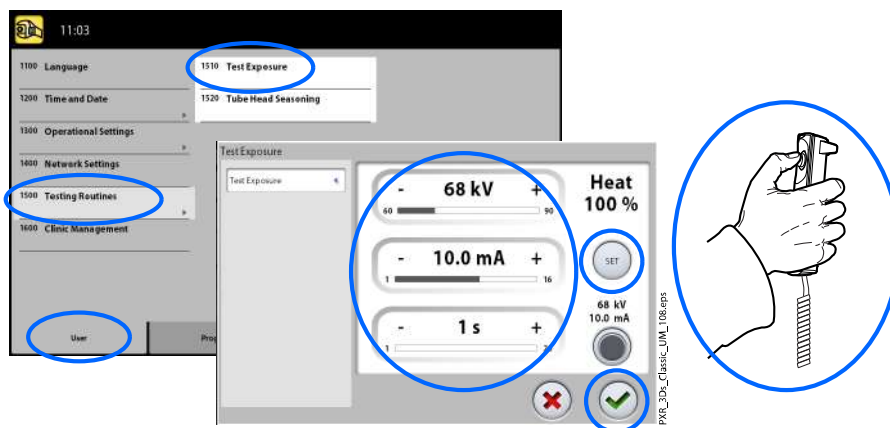 11:03
1100 Language
1510 Test Exposure
1200 Time and Date
1520 Tube Head Seasoning
1300 Operational Settings
1400 Network Settings
1500 Testing Routines
1600 Clinic Management
User
Test Exposure
Test Exposure
- 68 kV +
60 90
Heat
100 %
- 10.0 mA +
1 16
SET
68 kV
10.0 mA
- 1 s +
1
PXR_3Ds_Classic_UM_108.eps